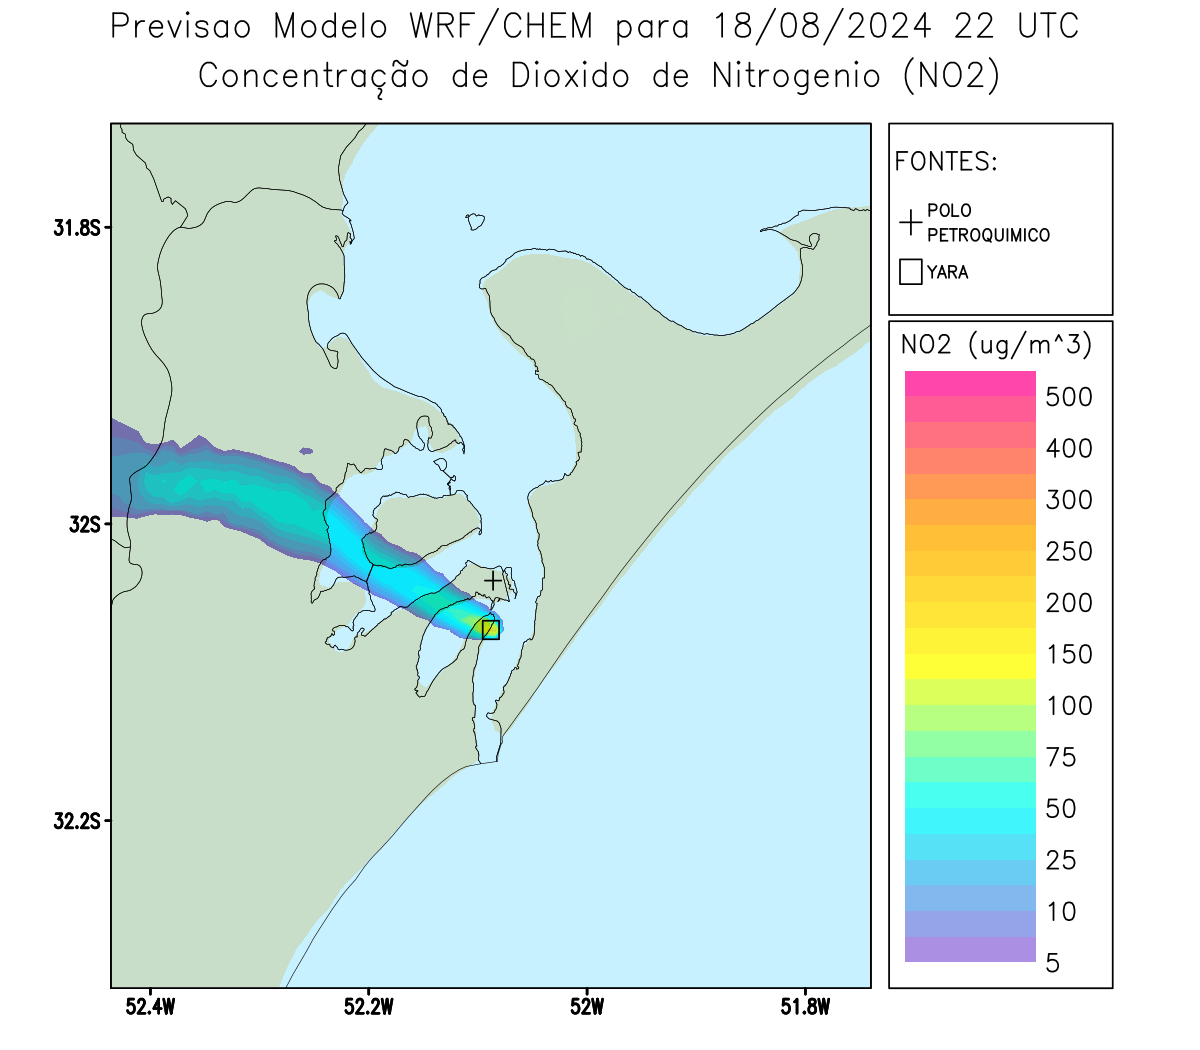 Previsao Modelo WRF/CHEM para 18/08/2024 22 UTC
Concentração de Dioxido de Nitrogenio (NO2)
FONTES:
POLO
PETROQUIMICO
YARA
31.8S
32S
32.2S
52.4W
52.2W
52W
51.8W
NO2 (ug/m^3)
500
400
300
250
200
150
100
75
50
25
10
5